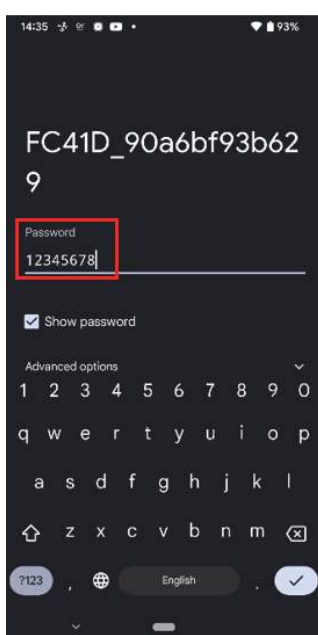 14:35
93%
FC41D_90a6bf93b62
9
Password
12345678
Show password
Advanced options
1 2 3 4 5 6 7 8 9 0
q w e r t y u i o p
a s d f g h j k l
z x c v b n m
?123 , English .